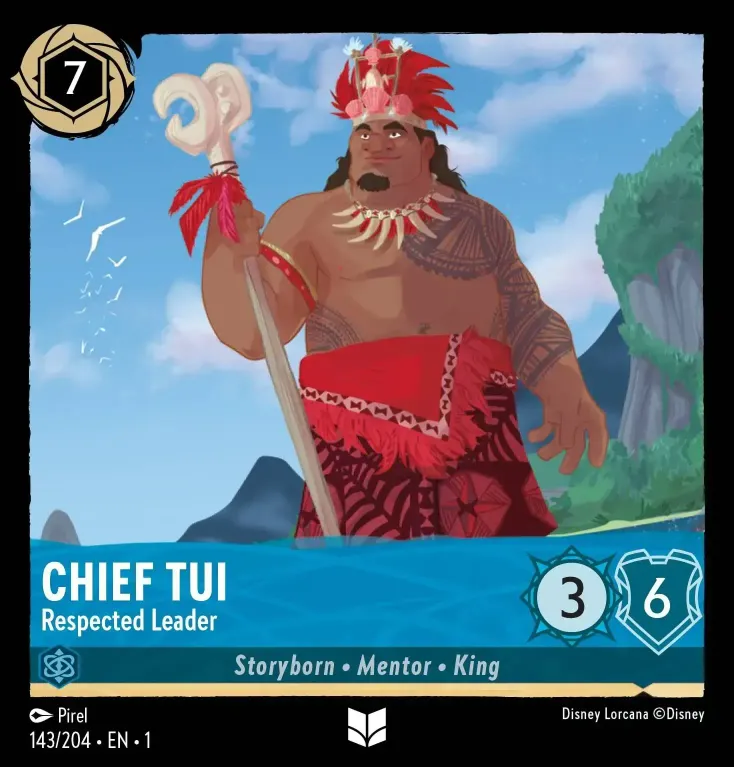 7
CHIEF TUI
Respected Leader
3
6
Storyborn • Mentor • King
Pirel
Disney Lorcana ©Disney
143/204 • EN • 1